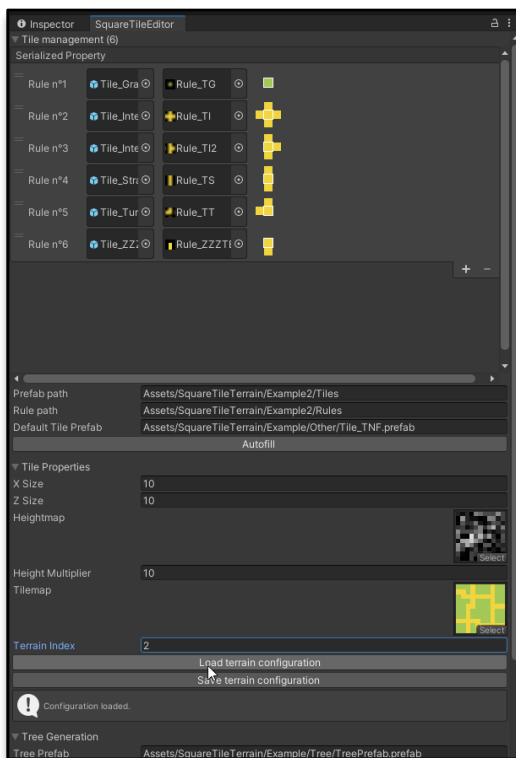 Inspector SquareTileEditor
Tile management (6)
Serialized Property
Rule n°1 Tile_Gra Rule_TG
Rule n°2 Tile_Inte Rule_TI
Rule n°3 Tile_Inte Rule_TI2
Rule n°4 Tile_Stra Rule_TS
Rule n°5 Tile_Tur Rule_TT
Rule n°6 Tile_ZZZ Rule_ZZZTE
+ −
Prefab path Assets/SquareTileTerrain/Example2/Tiles
Rule path Assets/SquareTileTerrain/Example2/Rules
Default Tile Prefab Assets/SquareTileTerrain/Example/Other/Tile_TNF.prefab
Autofill
Tile Properties
X Size 10
Z Size 10
Heightmap
Select
Height Multiplier 10
Tilemap
Select
Terrain Index 2
Load terrain configuration
Save terrain configuration
Configuration loaded.
Tree Generation
Tree Prefab Assets/SquareTileTerrain/Example/Tree/TreePrefab.prefab